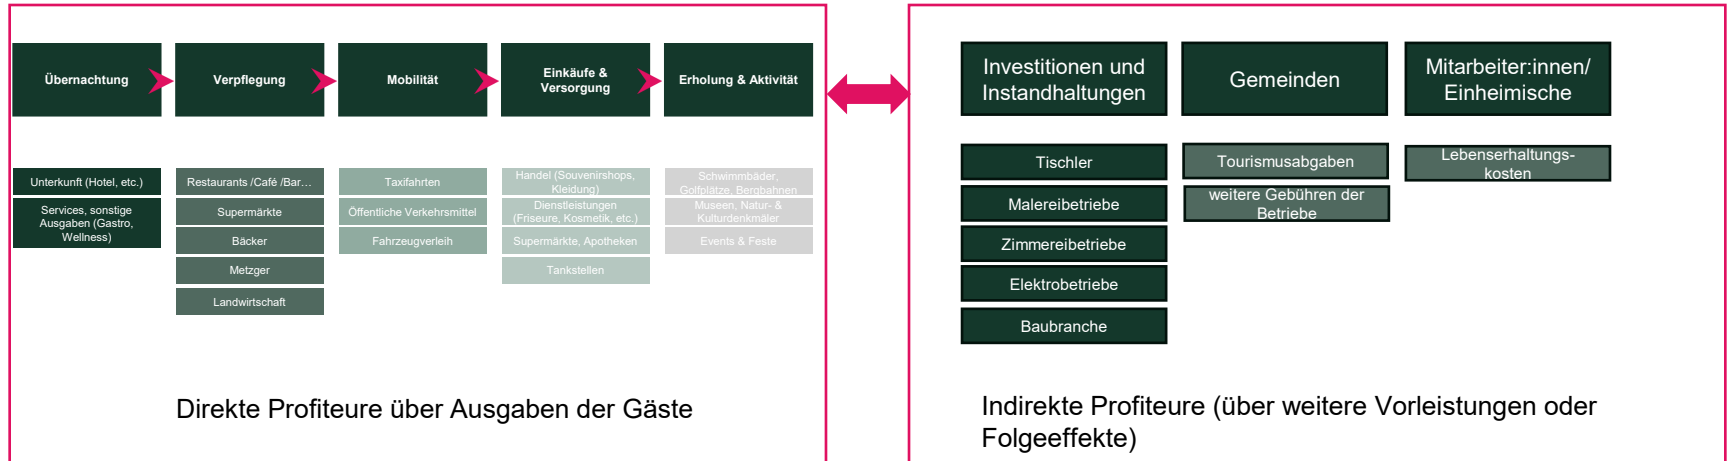 Übernachtung
Verpflegung
Mobilität
Einkäufe &
Versorgung
Erholung & Aktivität
Unterkunft (Hotel, etc.)
Services, sonstige
Ausgaben (Gastro,
Wellness)
Restaurants /Café /Bar…
Supermärkte
Bäcker
Metzger
Landwirtschaft
Taxifahrten
Öffentliche Verkehrsmittel
Fahrzeugverleih
Handel (Souvenirshops,
Kleidung)
Dienstleistungen
(Friseure, Kosmetik, etc.)
Supermärkte, Apotheken
Tankstellen
Schwimmbäder,
Golfplätze, Bergbahnen
Museen, Natur- &
Kulturdenkmäler
Events & Feste
Direkte Profiteure über Ausgaben der Gäste
Investitionen und
Instandhaltungen
Gemeinden
Mitarbeiter:innen/
Einheimische
Tischler
Malereibetriebe
Zimmereibetriebe
Elektrobetriebe
Baubranche
Tourismusabgaben
weitere Gebühren der
Betriebe
Lebenserhaltungs-
kosten
Indirekte Profiteure (über weitere Vorleistungen oder
Folgeeffekte)